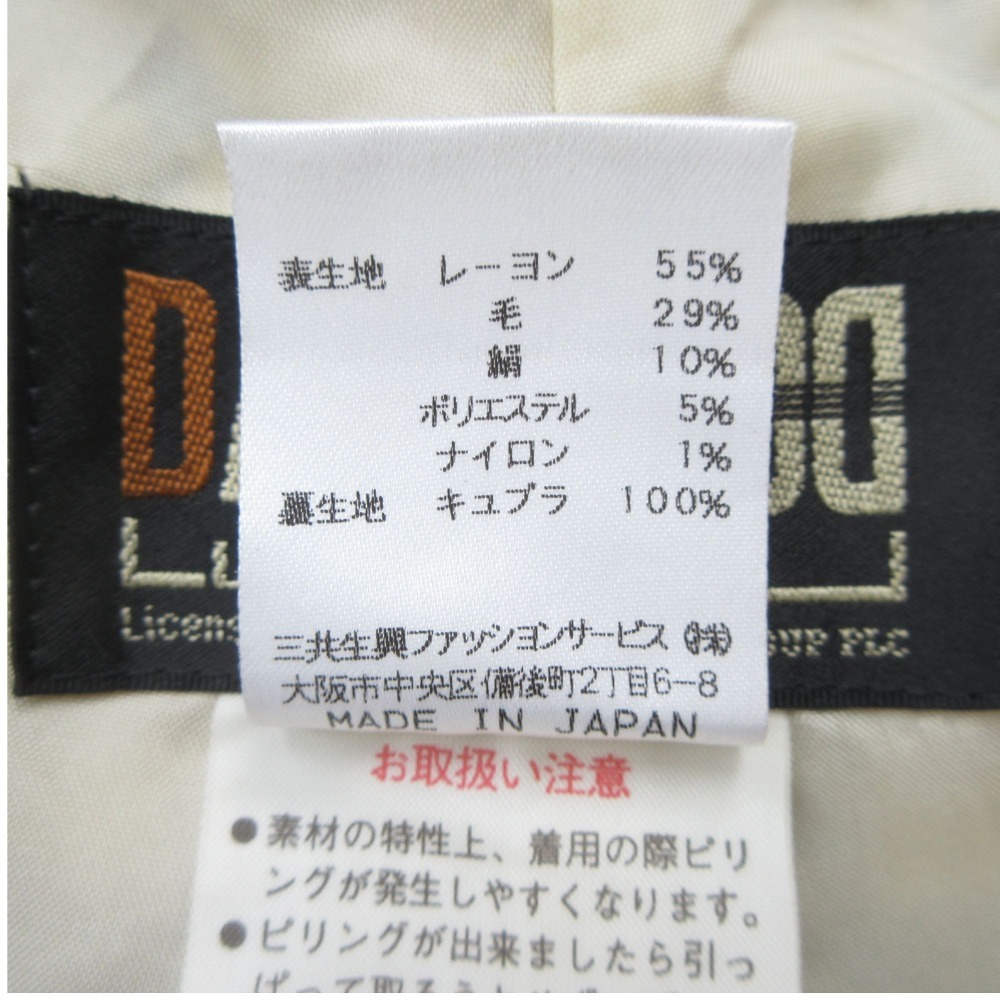 表生地 レーヨン 55%
毛 29%
絹 10%
ポリエステル 5%
ナイロン 1%
裏生地 キュプラ 100%
三共生興ファッションサービス(株)
大阪市中央区備後町2丁目6-8
MADE IN JAPAN
お取扱い注意
●素材の特性上、着用の際ピリ
ングが発生しやすくなります。
●ピリングが出来ましたら引っ